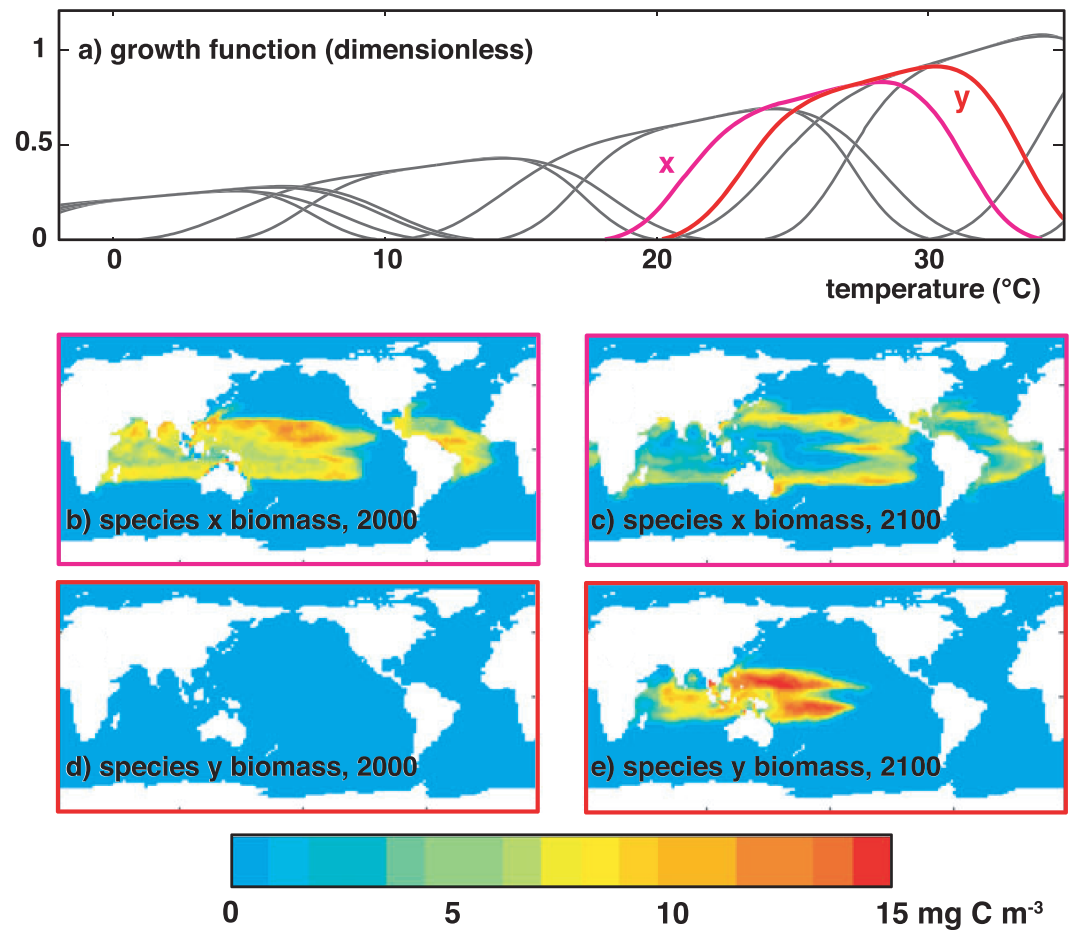 a) growth function (dimensionless)
1
0.5
0
x
y
0 10 20 30
temperature (°C)
b) species x biomass, 2000
c) species x biomass, 2100
d) species y biomass, 2000
e) species y biomass, 2100
0 5 10 15 mg C m-3